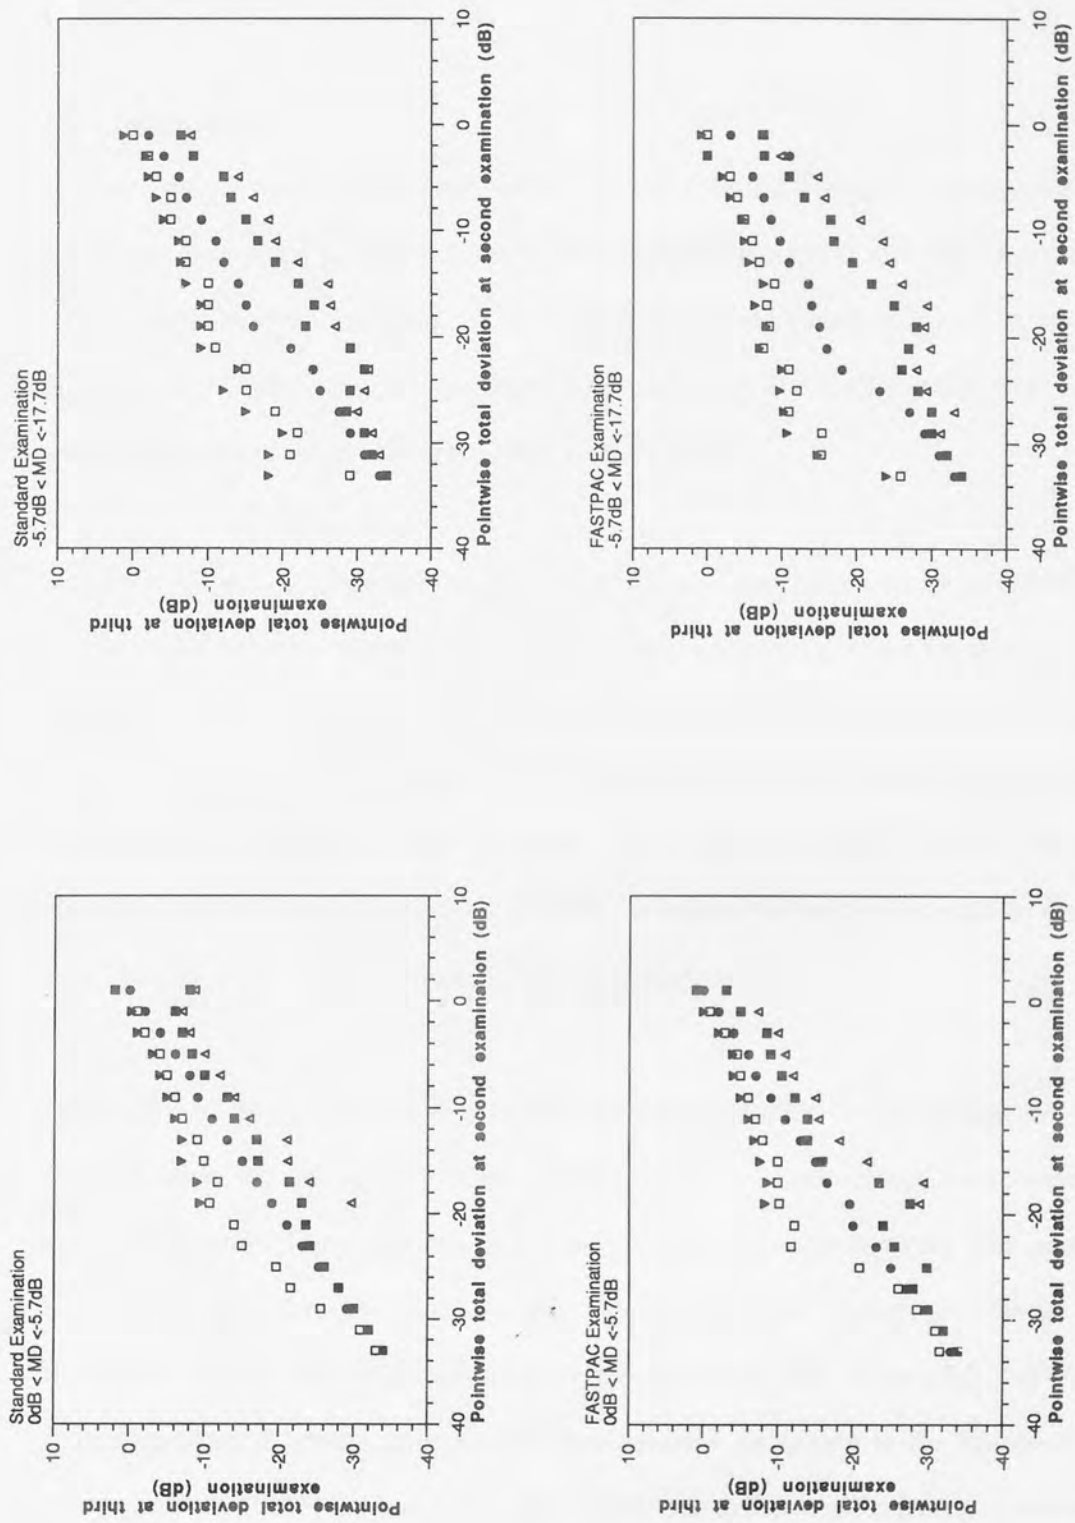 Standard Examination
0dB < MD <-5.7dB
Pointwise total deviation at third
examination (dB)
10
0
-10
-20
-30
-40
-40
-30
-20
-10
0
10
Pointwise total deviation at second examination (dB)
Standard Examination
-5.7dB < MD <-17.7dB
Pointwise total deviation at third
examination (dB)
10
0
-10
-20
-30
-40
-40
-30
-20
-10
0
10
Pointwise total deviation at second examination (dB)
FASTPAC Examination
0dB < MD <-5.7dB
Pointwise total deviation at third
examination (dB)
10
0
-10
-20
-30
-40
-40
-30
-20
-10
0
10
Pointwise total deviation at second examination (dB)
FASTPAC Examination
-5.7dB < MD <-17.7dB
Pointwise total deviation at third
examination (dB)
10
0
-10
-20
-30
-40
-40
-30
-20
-10
0
10
Pointwise total deviation at second examination (dB)